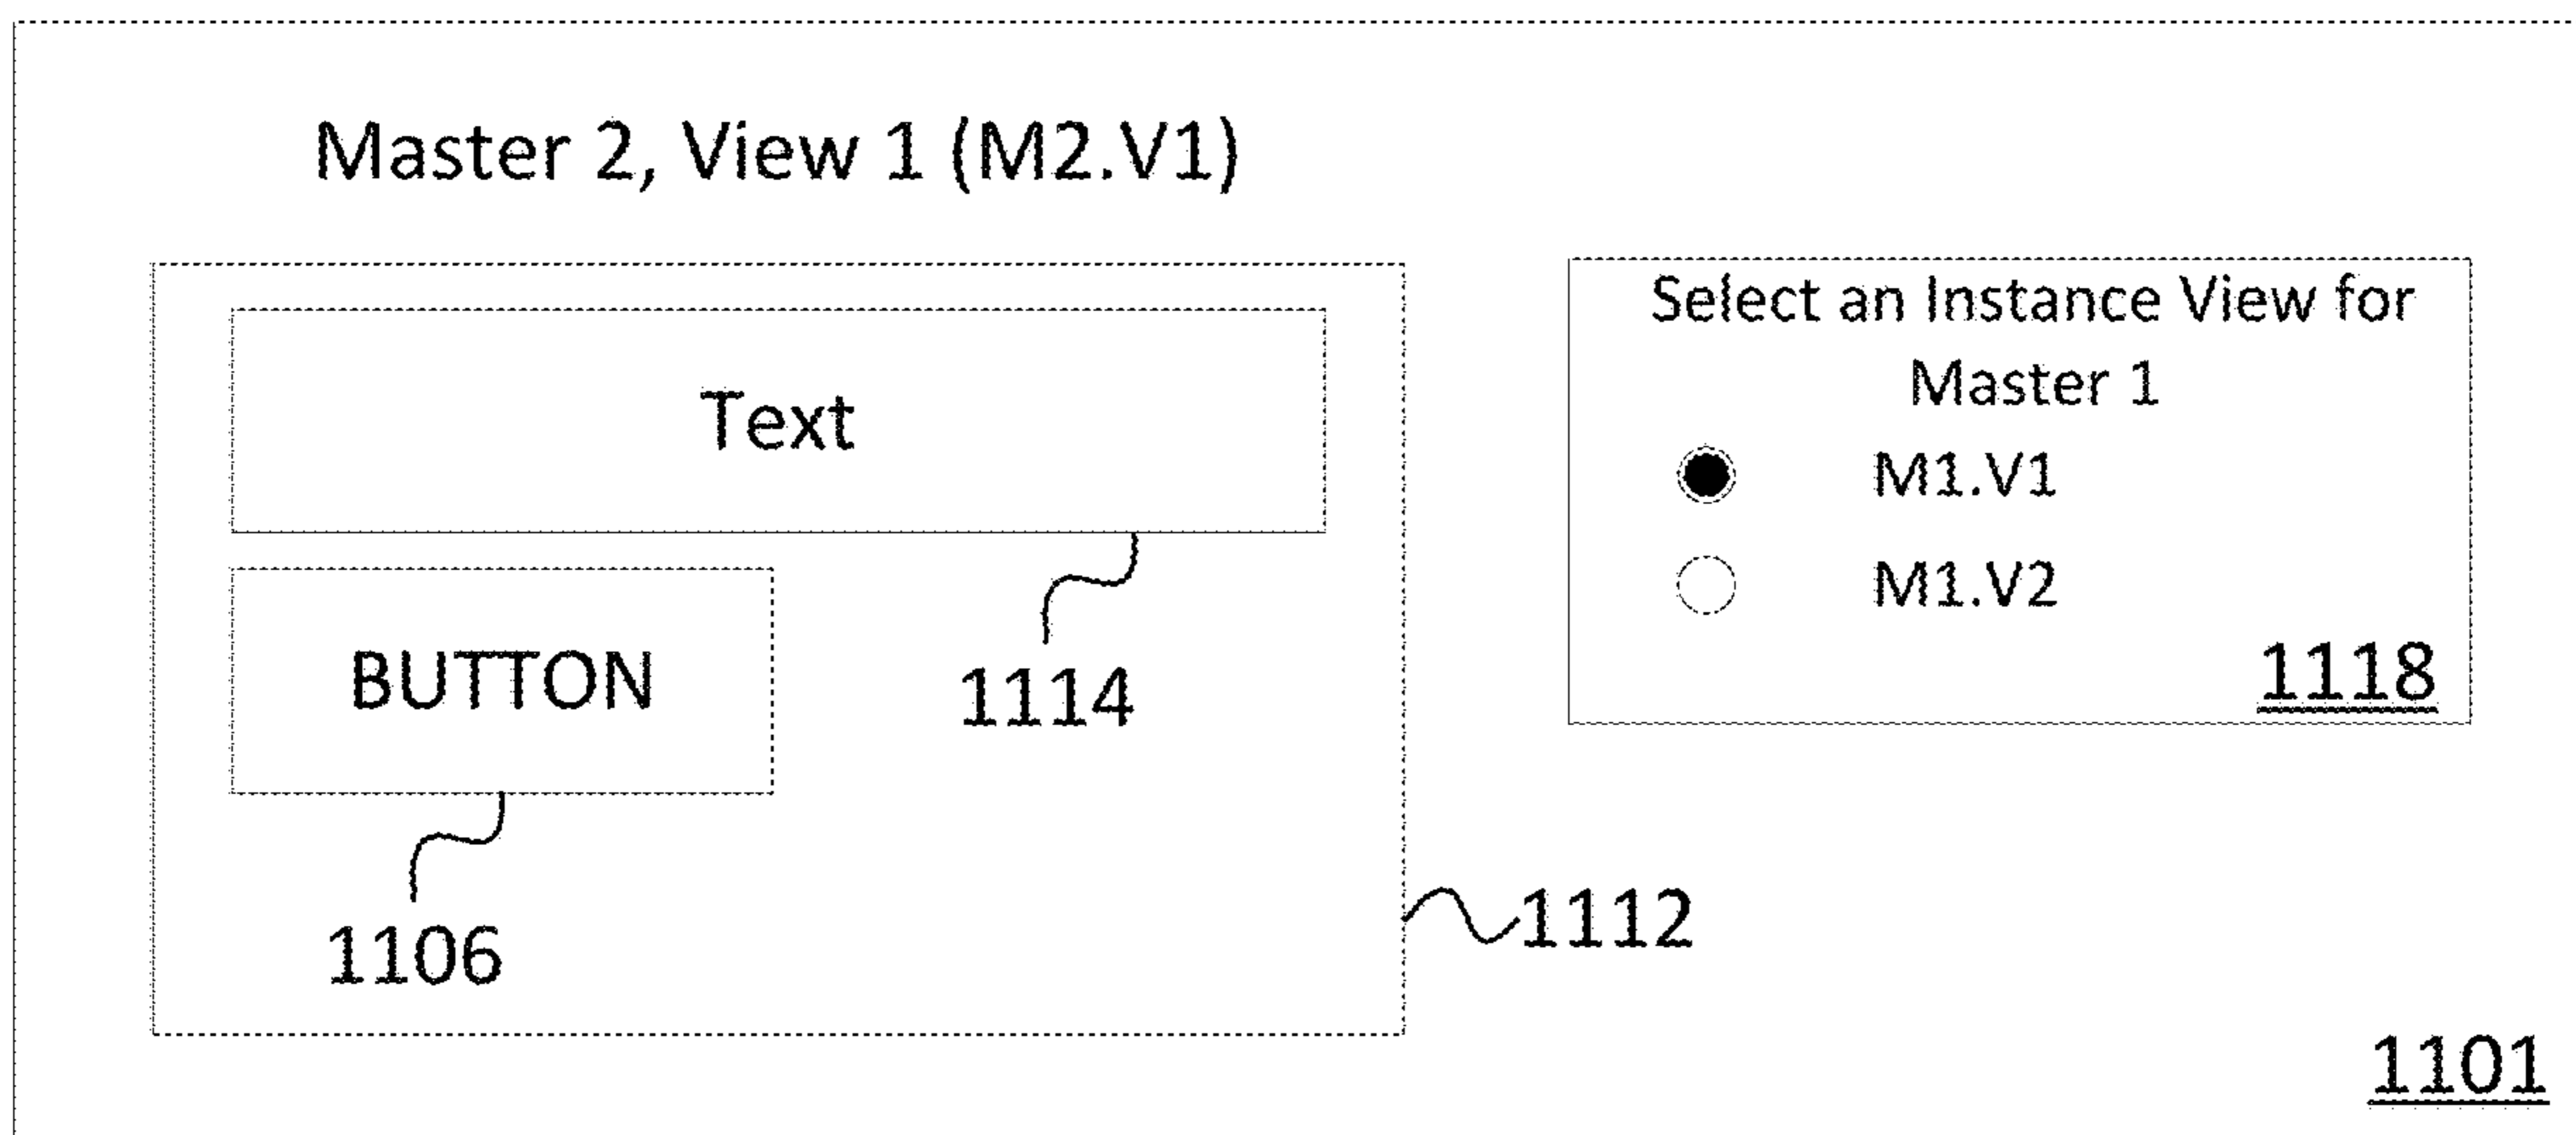 Master 2, View 1 (M2.V1)
Text
BUTTON
1114
1106
1112
Select an Instance View for
Master 1
M1.V1
M1.V2
1118
1101